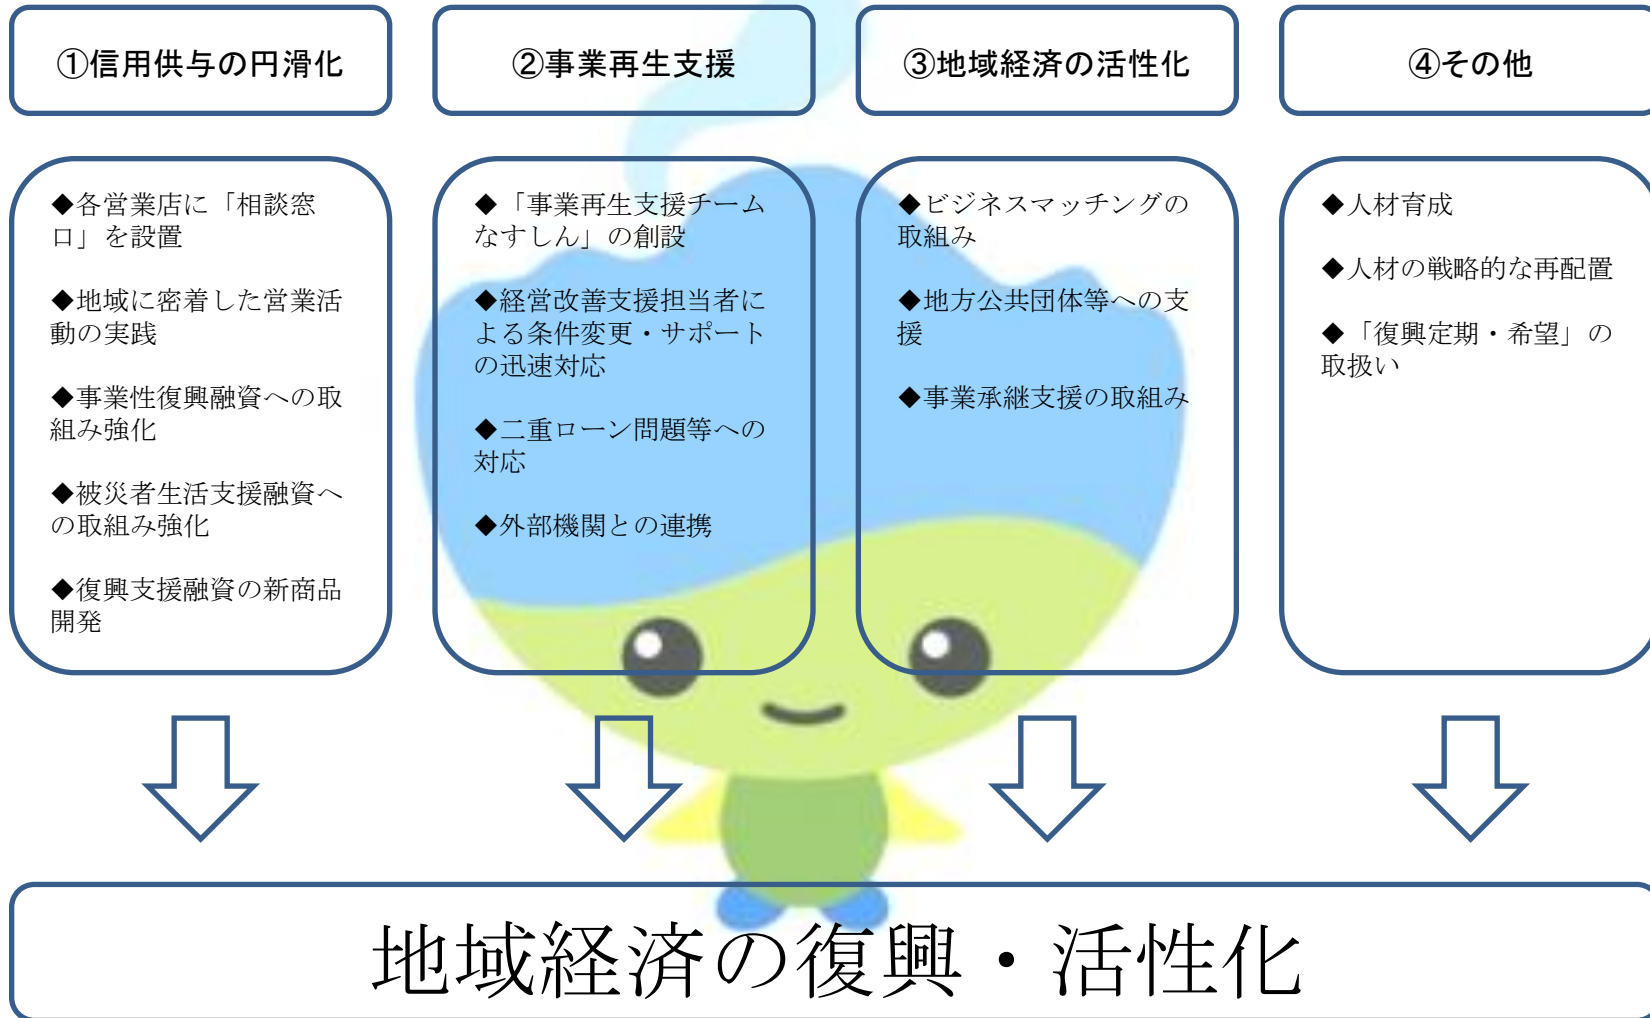 ①信用供与の円滑化
②事業再生支援
③地域経済の活性化
④その他
◆各営業店に「相談窓
口」を設置
◆地域に密着した営業活
動の実践
◆事業性復興融資への取
組み強化
◆被災者生活支援融資へ
の取組み強化
◆復興支援融資の新商品
開発
◆「事業再生支援チーム
なすしん」の創設
◆経営改善支援担当者に
よる条件変更・サポート
の迅速対応
◆二重ローン問題等への
対応
◆外部機関との連携
◆ビジネスマッチングの
取組み
◆地方公共団体等への支
援
◆事業承継支援の取組み
◆人材育成
◆人材の戦略的な再配置
◆「復興定期・希望」の
取扱い
地域経済の復興・活性化